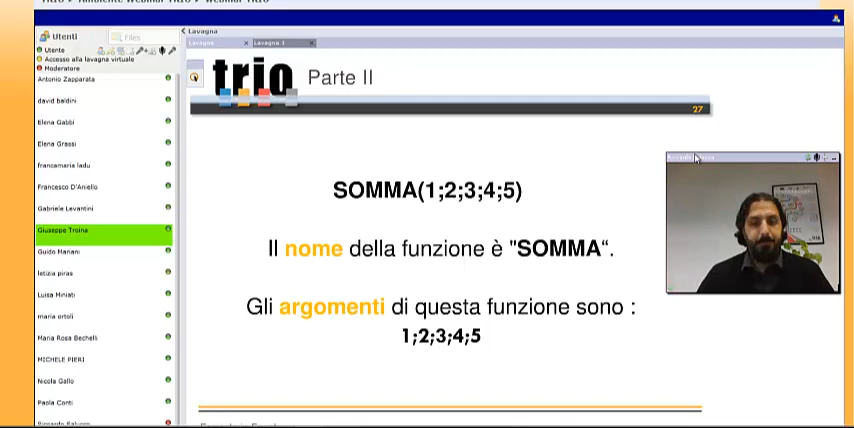 Utenti
Files
Utente
Accesso alla lavagna virtuale
Moderatore
Antonio Zapparata
david baldini
Elena Gabbi
Elena Grassi
francamaria ladu
Francesco D'Aniello
Gabriele Levantini
Giuseppe Troina
Guido Mariani
letizia piras
Luisa Miniati
maria ortoli
Maria Rosa Bechelli
MICHELE PIERI
Nicola Gallo
Paola Conti
Lavagna
Lavagna
Lavagna 1
trio
Parte II
27
SOMMA(1;2;3;4;5)
Il nome della funzione è "SOMMA“.
Gli argomenti di questa funzione sono :
1;2;3;4;5